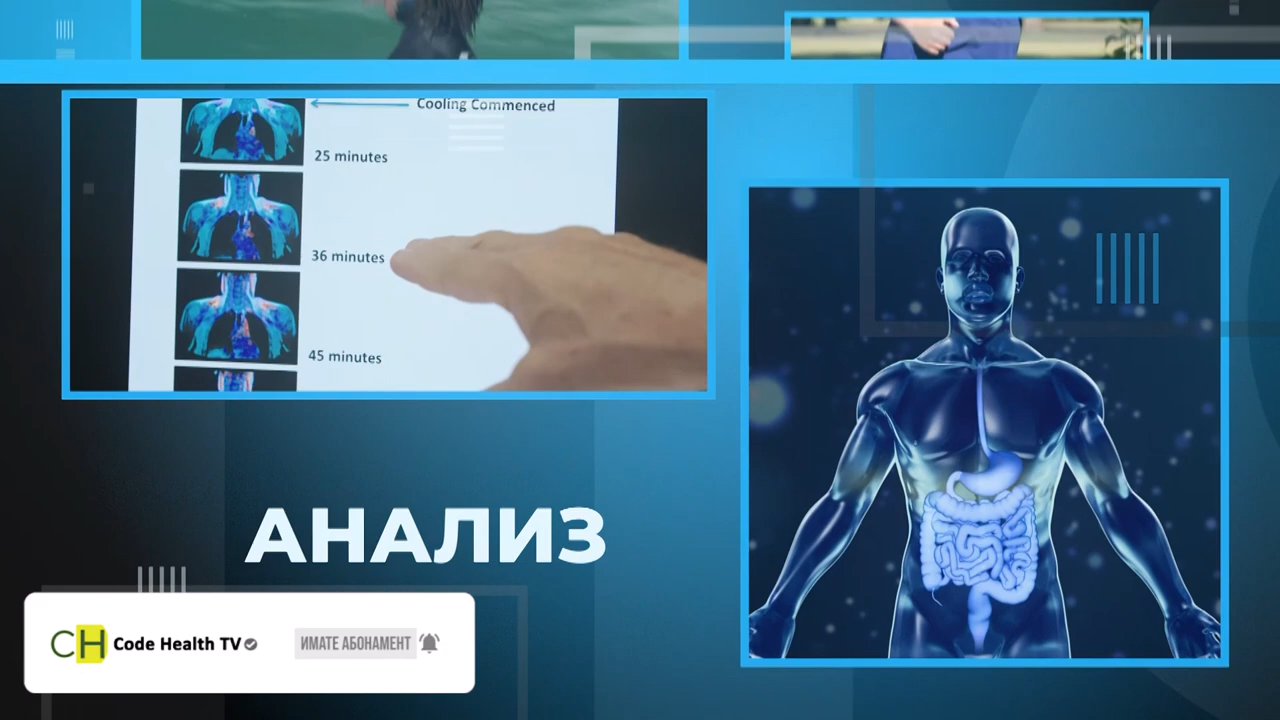 Cooling Commenced
25 minutes
36 minutes
45 minutes
АНАЛИЗ
CH Code Health TV
ИМАТЕ АБОНАМЕНТ